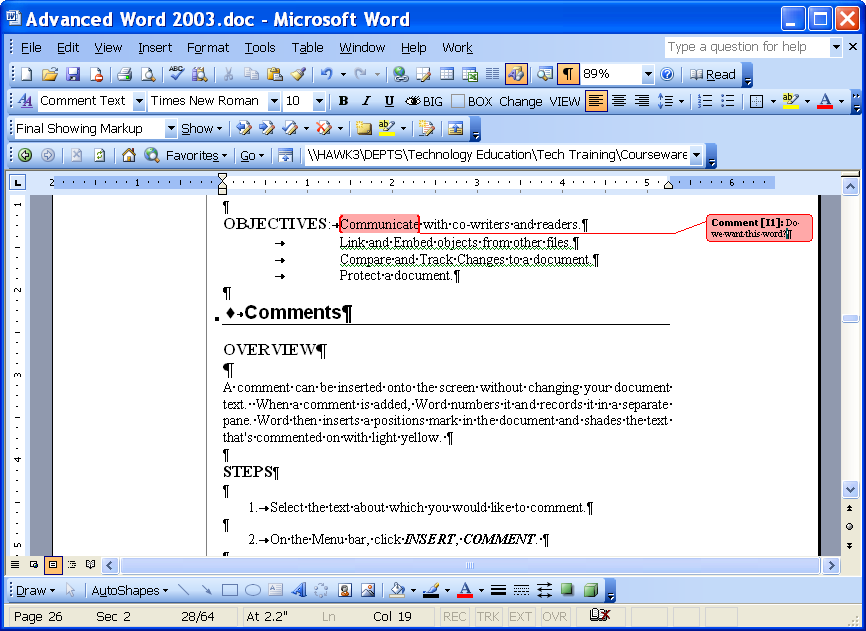 Advanced Word 2003.doc - Microsoft Word
File Edit View Insert Format Tools Table Window Help Work Type a question for help
ABC ¶ 89% Read
Comment Text Times New Roman 10 B I U BIG BOX Change VIEW ab A
Final Showing Markup Show ab
Favorites Go \\HAWK3\DEPTS\Technology Education\Tech Training\Courseware
L 2 1 1 2 3 4 5 6
¶
OBJECTIVES: Communicate with co-writers and readers.¶
Comment [I1]: Do
we want this word?¶
Link and Embed objects from other files.¶
Compare and Track Changes to a document.¶
Protect a document.¶
¶
Comments¶
OVERVIEW¶
¶
A comment can be inserted onto the screen without changing your document
text. When a comment is added, Word numbers it and records it in a separate
pane. Word then inserts a positions mark in the document and shades the text
that's commented on with light yellow. ¶
¶
STEPS¶
¶
1. Select the text about which you would like to comment.¶
¶
2. On the Menu bar, click INSERT, COMMENT. ¶
1 2 3 4 5
Draw AutoShapes A A
Page 26 Sec 2 28/64 At 2.2" Ln Col 19 REC TRK EXT OVR